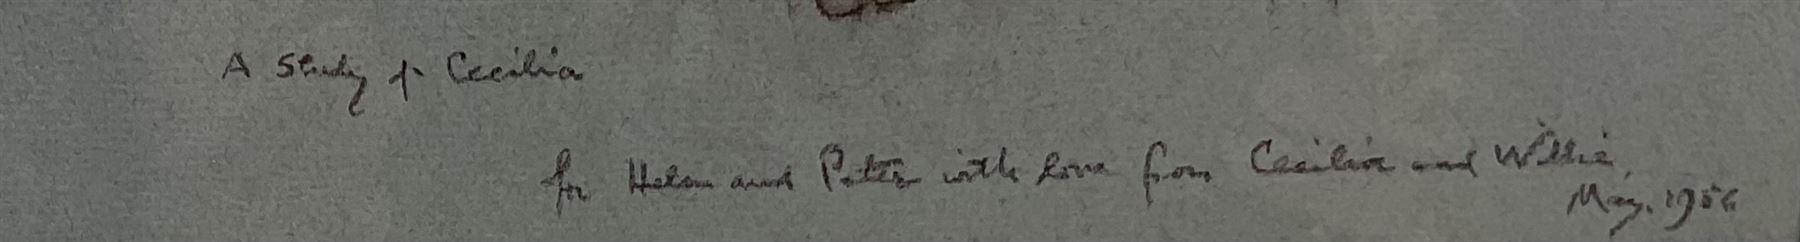 A Study of Cecilia
for Helen and Peter with love from Cecilia and Willie.
May. 1956